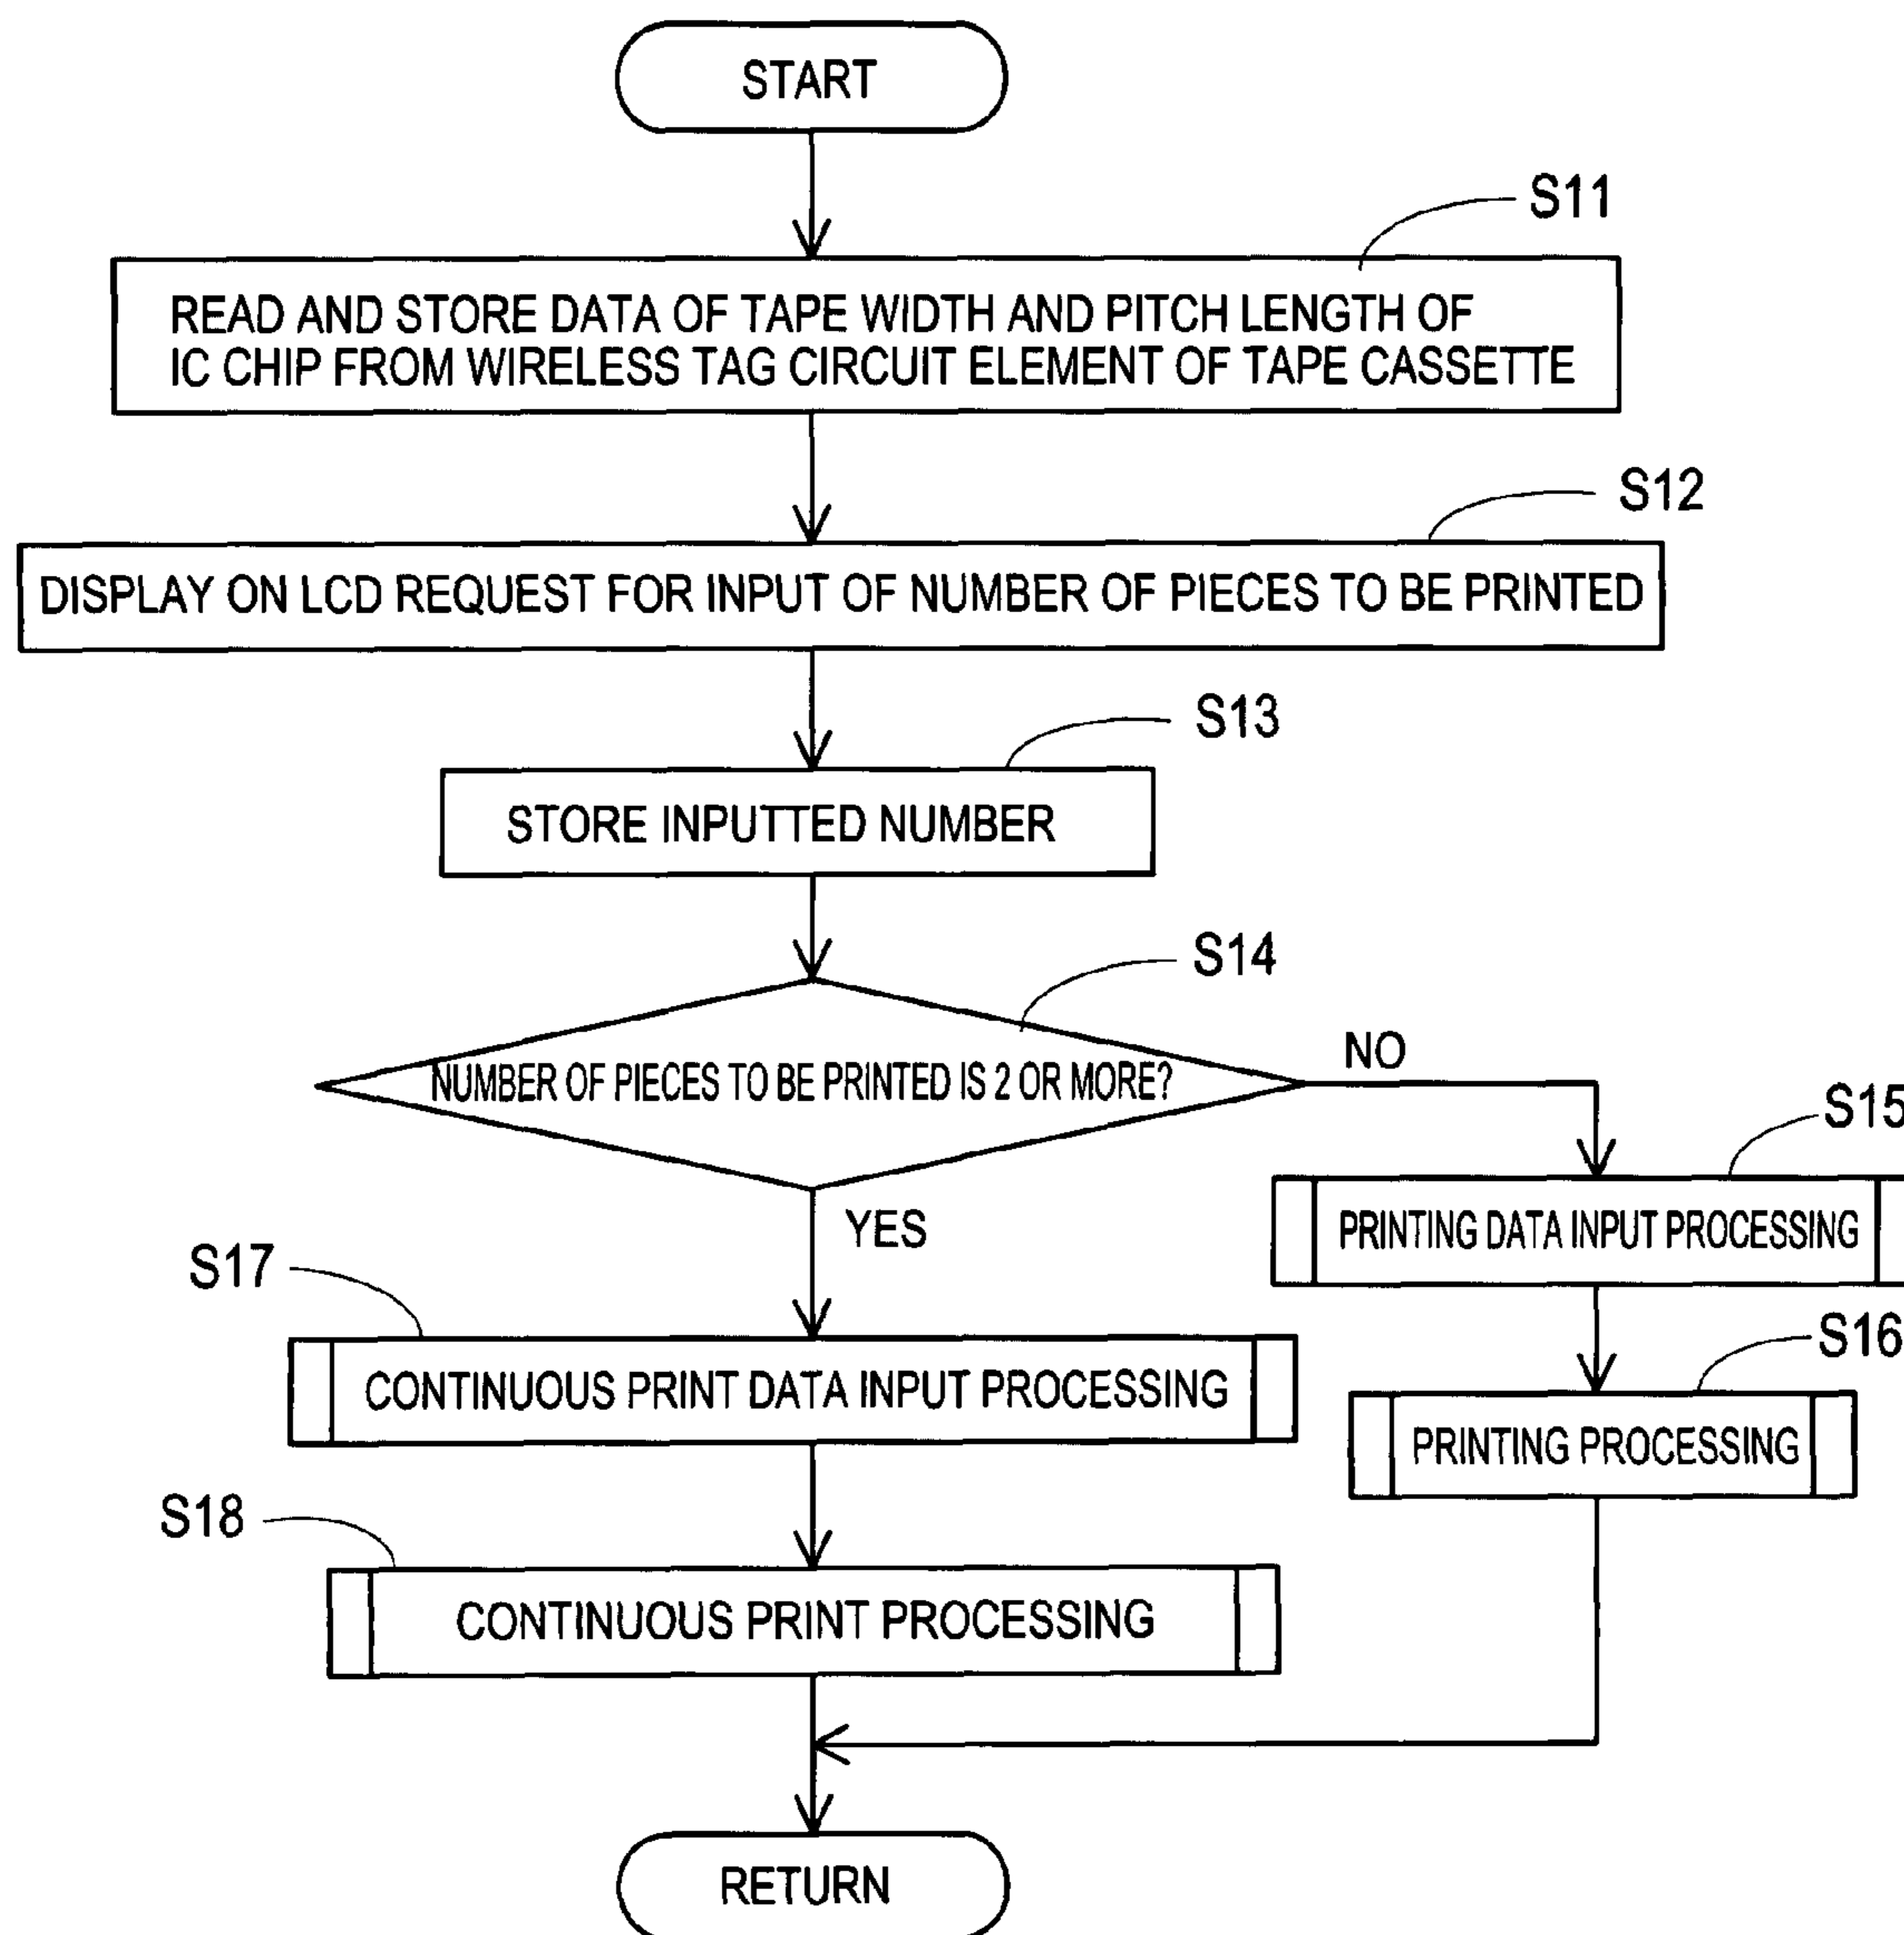 START
S11
READ AND STORE DATA OF TAPE WIDTH AND PITCH LENGTH OF
IC CHIP FROM WIRELESS TAG CIRCUIT ELEMENT OF TAPE CASSETTE
S12
DISPLAY ON LCD REQUEST FOR INPUT OF NUMBER OF PIECES TO BE PRINTED
S13
STORE INPUTTED NUMBER
S14
NUMBER OF PIECES TO BE PRINTED IS 2 OR MORE?
NO
S15
YES
PRINTING DATA INPUT PROCESSING
S17
S16
CONTINUOUS PRINT DATA INPUT PROCESSING
PRINTING PROCESSING
S18
CONTINUOUS PRINT PROCESSING
RETURN